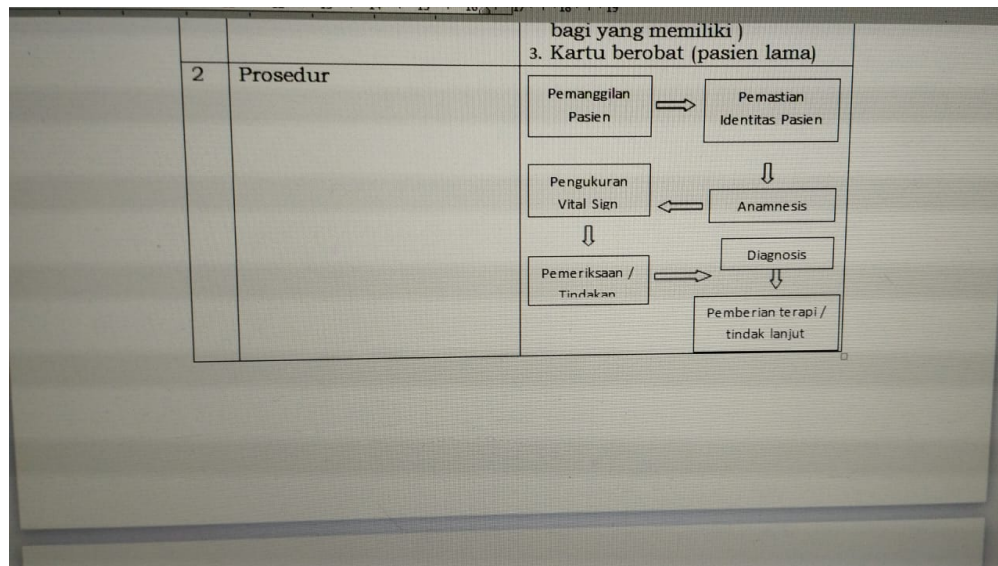 bagi yang memiliki )
3. Kartu berobat (pasien lama)
2 Prosedur
Pemanggilan
Pasien
Pemastian
Identitas Pasien
Anamnesis
Pengukuran
Vital Sign
Pemeriksaan /
Tindakan
Diagnosis
Pemberian terapi /
tindak lanjut